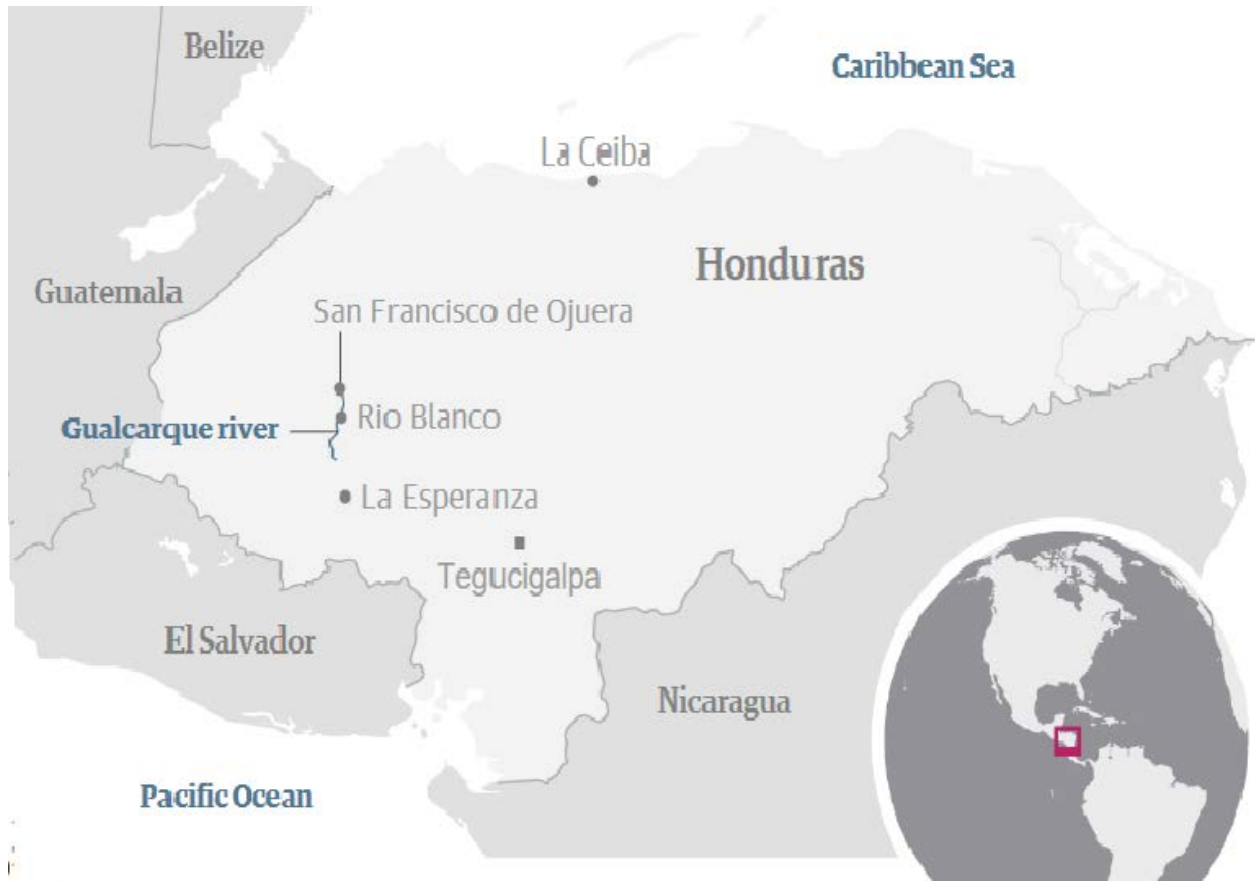 Belize
Caribbean Sea
La Ceiba
Honduras
Guatemala
San Francisco de Ojuera
Rio Blanco
Gualcarque river
La Esperanza
Tegucigalpa
El Salvador
Nicaragua
Pacific Ocean